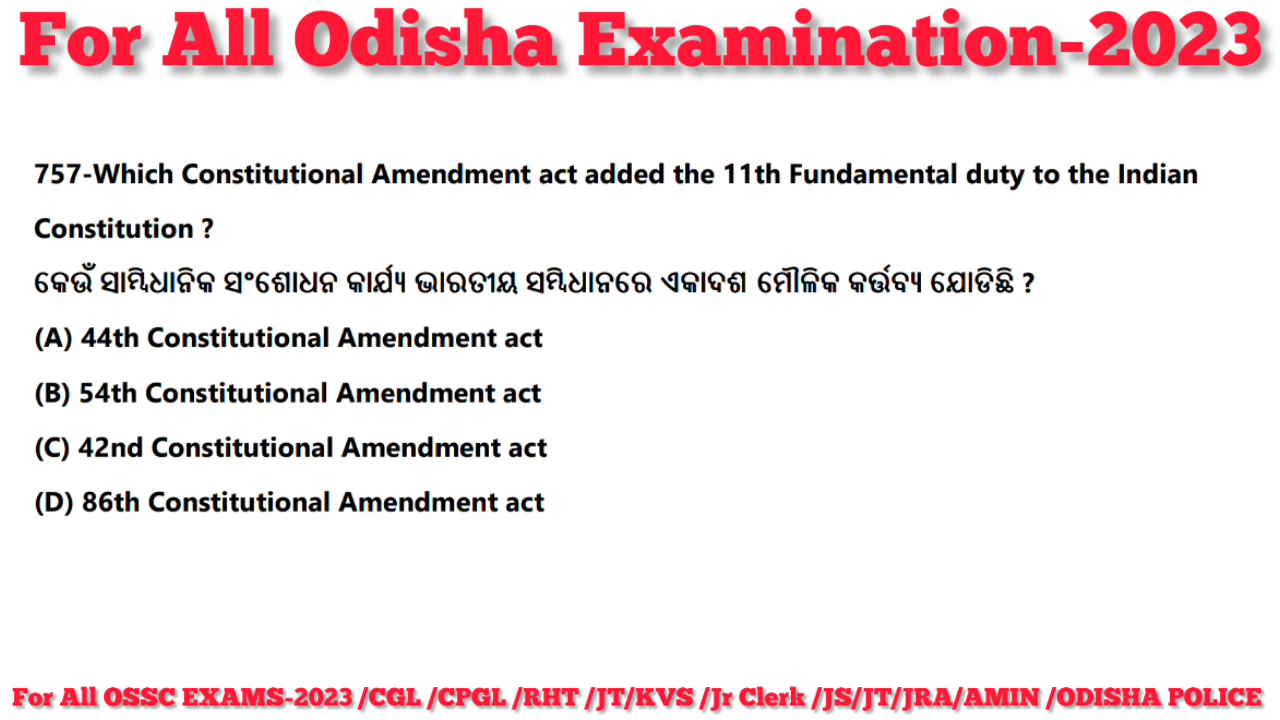 For All Odisha Examination-2023
757-Which Constitutional Amendment act added the 11th Fundamental duty to the Indian
Constitution ?
କେଉଁ ସାମ୍ବିଧାନିକ ସଂଶୋଧନ କାର୍ଯ୍ୟ ଭାରତୀୟ ସମ୍ବିଧାନରେ ଏକାଦଶ ମୌଳିକ କର୍ତ୍ତବ୍ୟ ଯୋଡିଛି ?
(A) 44th Constitutional Amendment act
(B) 54th Constitutional Amendment act
(C) 42nd Constitutional Amendment act
(D) 86th Constitutional Amendment act
For All OSSC EXAMS-2023 /CGL /CPGL /RHT /JT/KVS /Jr Clerk /JS/JT/JRA/AMIN /ODISHA POLICE